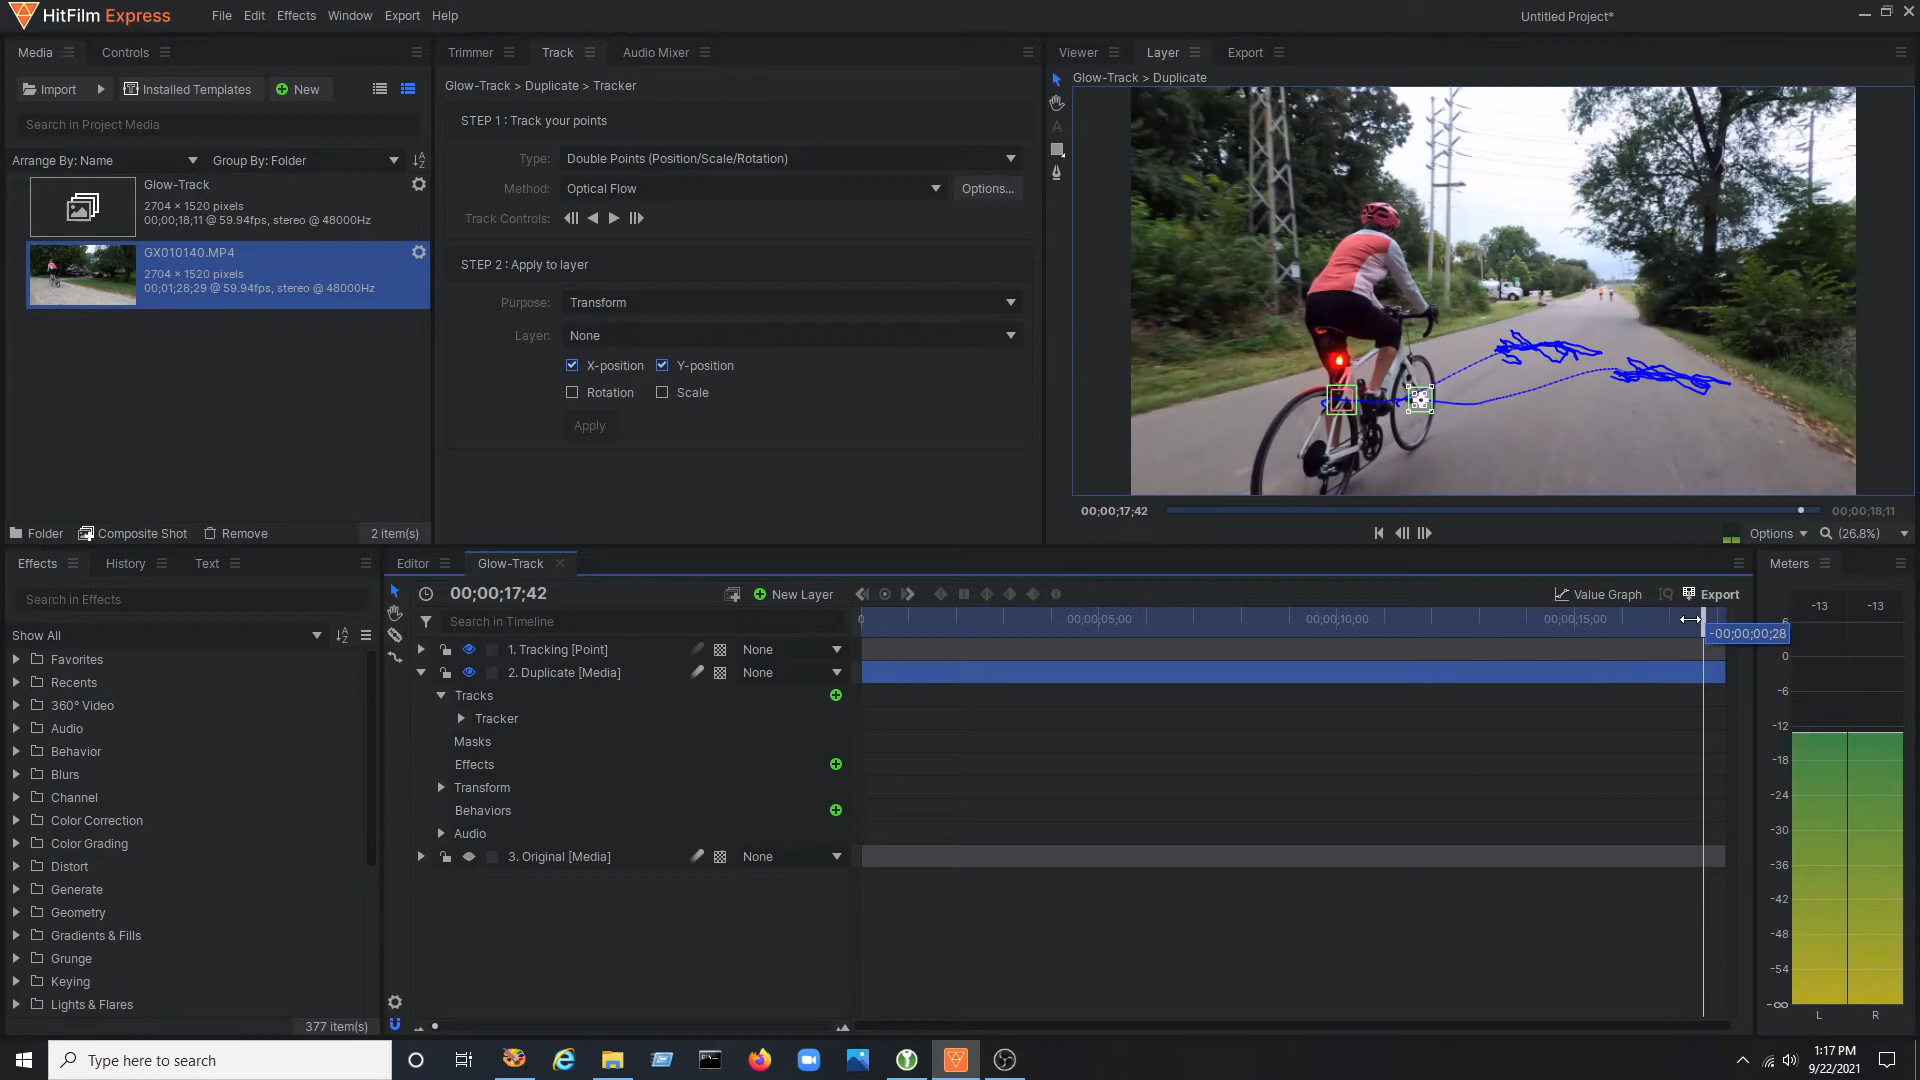 HitFilm Express
File Edit Effects Window Export Help
Untitled Project*
Media Controls
Trimmer Track Audio Mixer
Viewer Layer Export
Import Installed Templates New
Search in Project Media
Arrange By: Name Group By: Folder
Glow-Track
2704 × 1520 pixels
00;00;18;11 @ 59.94fps, stereo @ 48000Hz
GX010140.MP4
2704 × 1520 pixels
00;01;28;29 @ 59.94fps, stereo @ 48000Hz
Folder Composite Shot Remove 2 item(s)
Glow-Track > Duplicate > Tracker
STEP 1 : Track your points
Type: Double Points (Position/Scale/Rotation)
Method: Optical Flow Options...
Track Controls:
STEP 2 : Apply to layer
Purpose: Transform
Layer: None
X-position Y-position
Rotation Scale
Apply
Glow-Track > Duplicate
00;00;17;42 00;00;18;11
Options (26.8%)
Effects History Text
Search in Effects
Show All
Favorites
Recents
360° Video
Audio
Behavior
Blurs
Channel
Color Correction
Color Grading
Distort
Generate
Geometry
Gradients & Fills
Grunge
Keying
Lights & Flares
377 item(s)
Editor Glow-Track
00;00;17;42 New Layer Value Graph Export
Search in Timeline
0 00;00;05;00 00;00;10;00 00;00;15;00
-00;00;00;28
1. Tracking [Point] None
2. Duplicate [Media] None
Tracks
Tracker
Masks
Effects
Transform
Behaviors
Audio
3. Original [Media] None
Meters
-13 -13
6
0
-6
-12
-18
-24
-30
-36
-42
-48
-54
-∞
L R
Type here to search
1:17 PM
9/22/2021